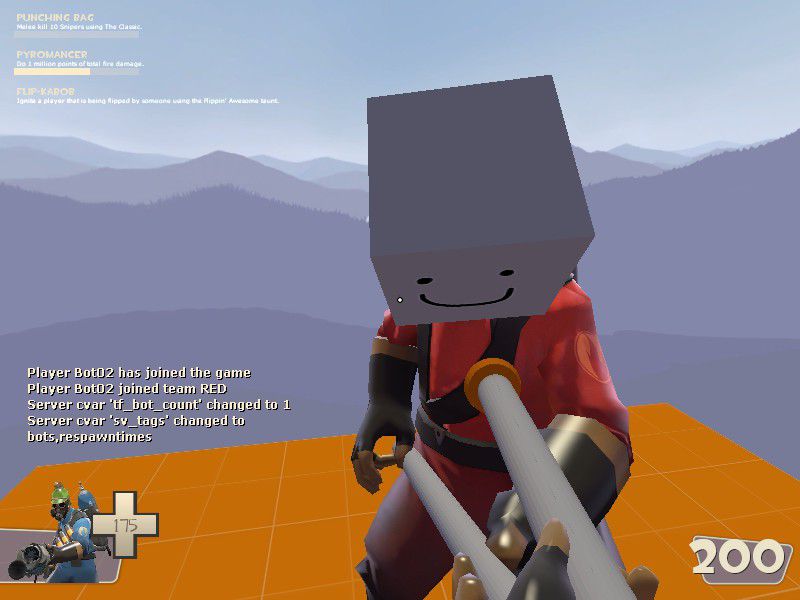 PUNCHING BAG
Melee kill 10 Snipers using The Classic.
PYROMANCER
Do 1 million points of total fire damage.
FLIP-KABOB
Ignite a player that is being flipped by someone using the Flippin' Awesome taunt.
Player Bot02 has joined the game
Player Bot02 joined team RED
Server cvar 'tf_bot_count' changed to 1
Server cvar 'sv_tags' changed to
bots,respawntimes
175
200